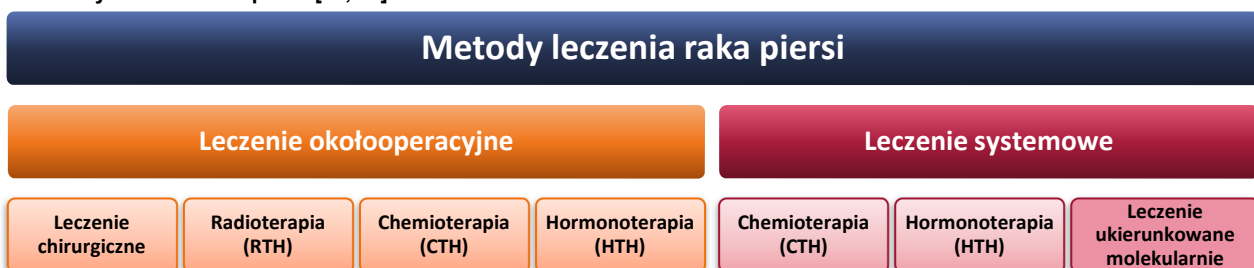 Metody leczenia raka piersi
Leczenie okołooperacyjne
Leczenie systemowe
Leczenie
chirurgiczne
Radioterapia
(RTH)
Chemioterapia
(CTH)
Hormonoterapia
(HTH)
Chemioterapia
(CTH)
Hormonoterapia
(HTH)
Leczenie
ukierunkowane
molekularnie